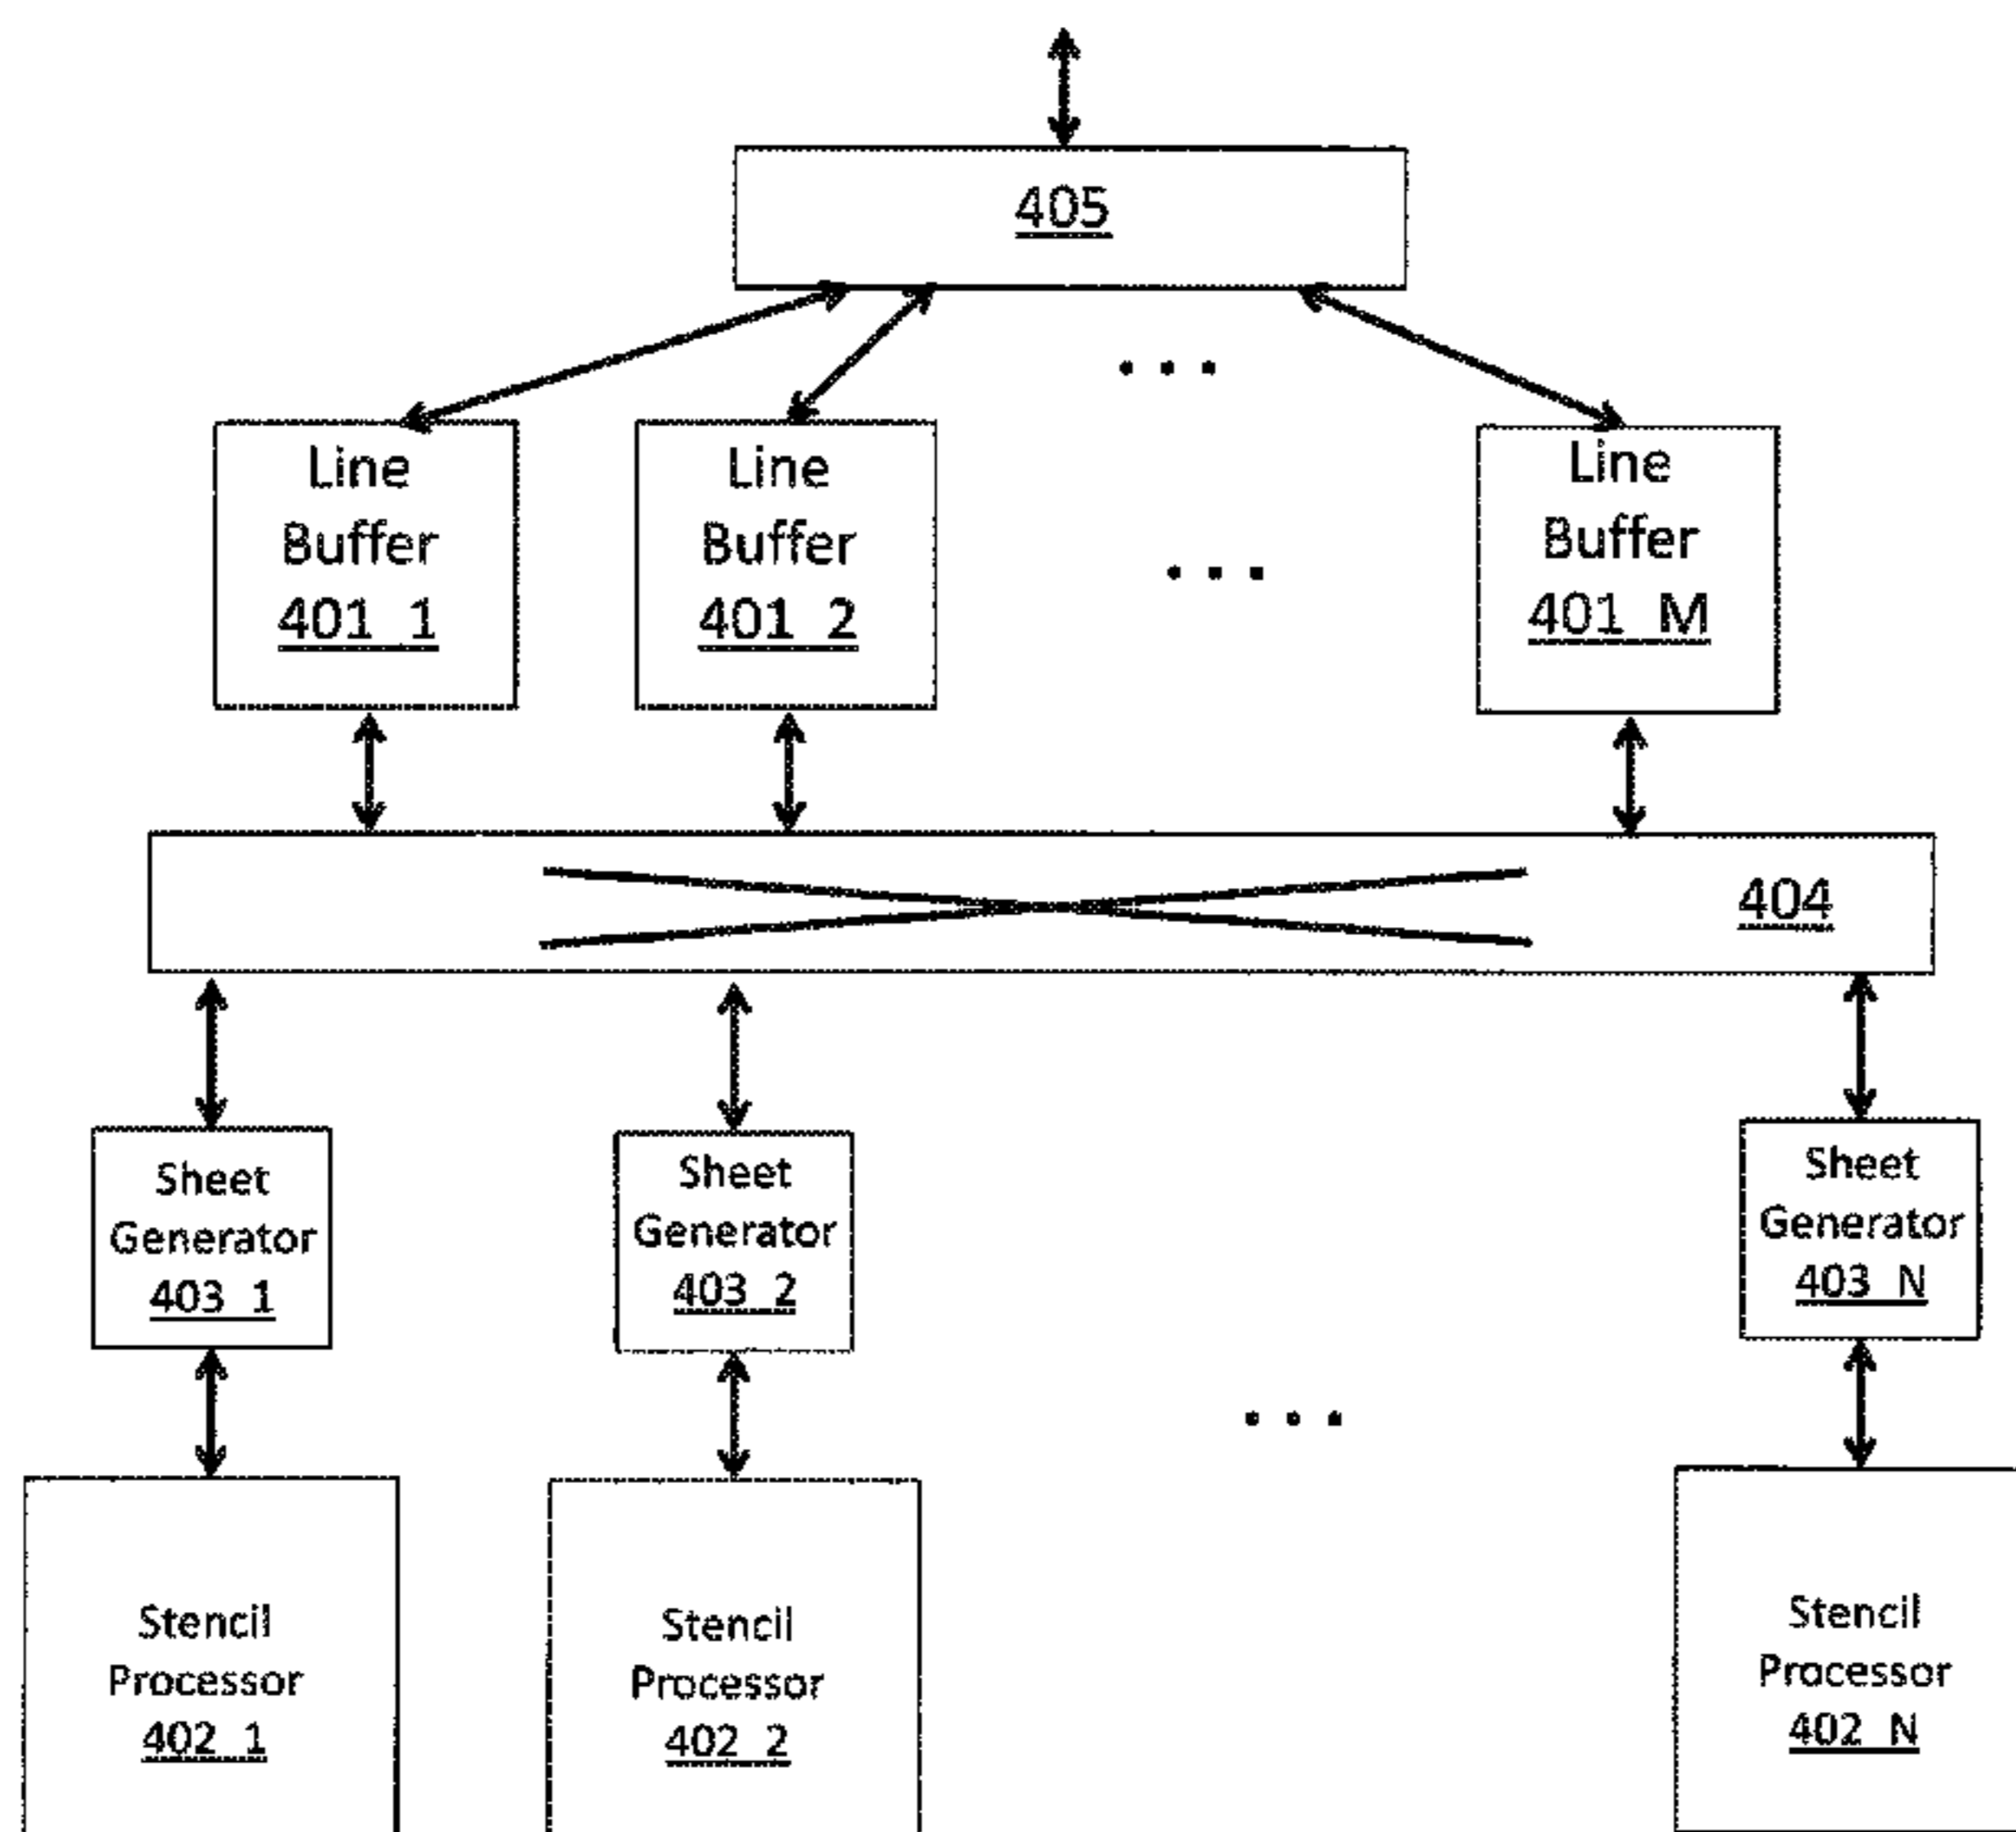 405
Line
Buffer
401_1
Line
Buffer
401_2
Line
Buffer
401_M
404
Sheet
Generator
403_1
Sheet
Generator
403_2
Sheet
Generator
403_N
Stencil
Processor
402_1
Stencil
Processor
402_2
Stencil
Processor
402_N